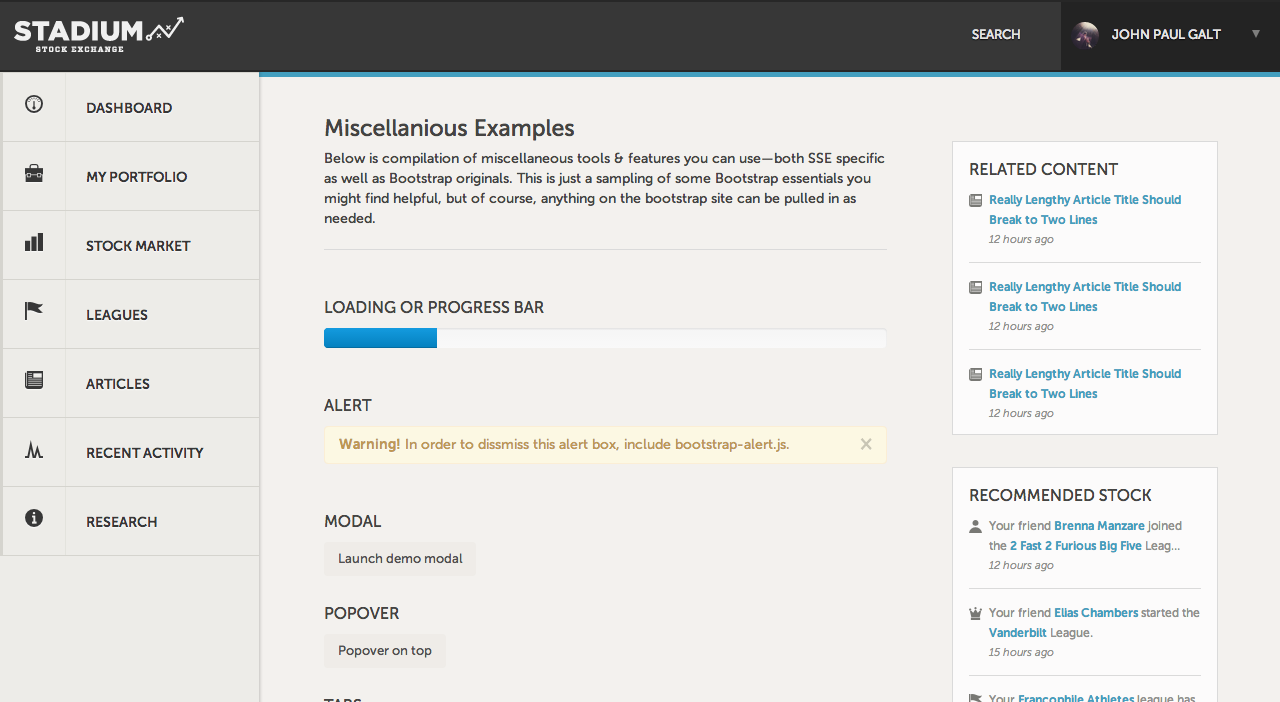 STADIUM
STOCK EXCHANGE
SEARCH
JOHN PAUL GALT
DASHBOARD
MY PORTFOLIO
STOCK MARKET
LEAGUES
ARTICLES
RECENT ACTIVITY
RESEARCH
Miscellanious Examples
Below is compilation of miscellaneous tools & features you can use—both SSE specific
as well as Bootstrap originals. This is just a sampling of some Bootstrap essentials you
might find helpful, but of course, anything on the bootstrap site can be pulled in as
needed.
LOADING OR PROGRESS BAR
ALERT
Warning! In order to dissmiss this alert box, include bootstrap-alert.js.
MODAL
Launch demo modal
POPOVER
Popover on top
TABS
RELATED CONTENT
Really Lengthy Article Title Should
Break to Two Lines
12 hours ago
Really Lengthy Article Title Should
Break to Two Lines
12 hours ago
Really Lengthy Article Title Should
Break to Two Lines
12 hours ago
RECOMMENDED STOCK
Your friend Brenna Manzare joined
the 2 Fast 2 Furious Big Five Leag...
12 hours ago
Your friend Elias Chambers started the
Vanderbilt League.
15 hours ago
Your Francophile Athletes league has